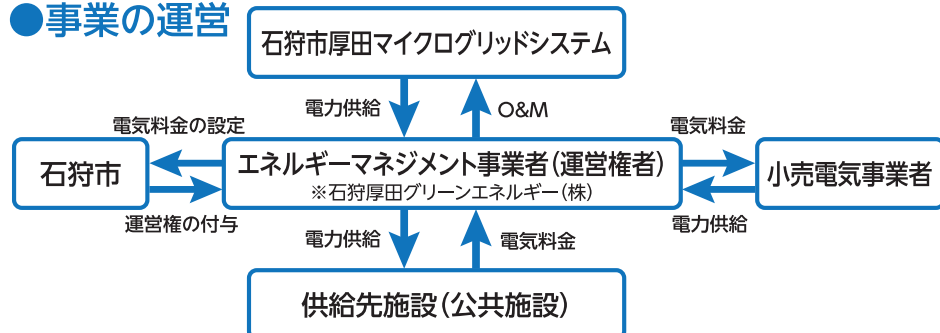 ●事業の運営
石狩市厚田マイクログリッドシステム
電力供給
O&M
電気料金の設定
電気料金
石狩市
エネルギーマネジメント事業者(運営権者)
※石狩厚田グリーンエネルギー(株)
小売電気事業者
運営権の付与
電力供給
電気料金
電力供給
供給先施設(公共施設)